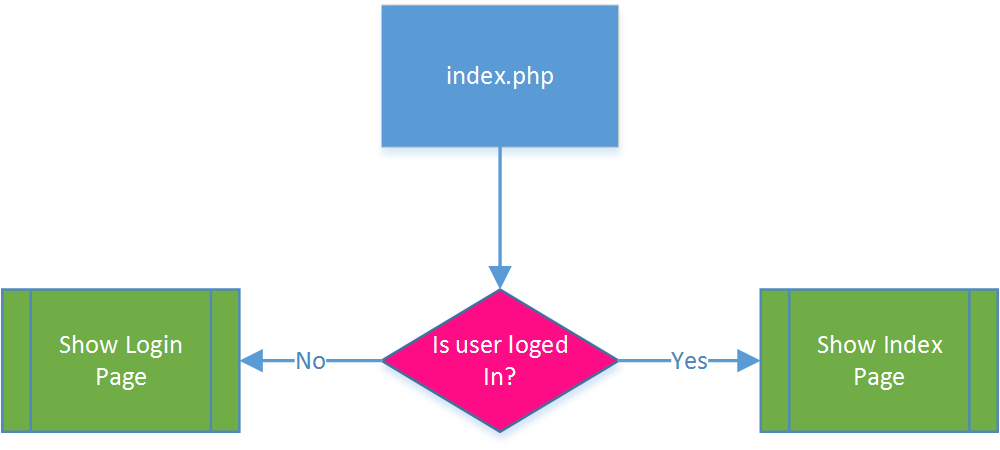 index.php
Show Login
Page
No
Is user loged
In?
Yes
Show Index
Page